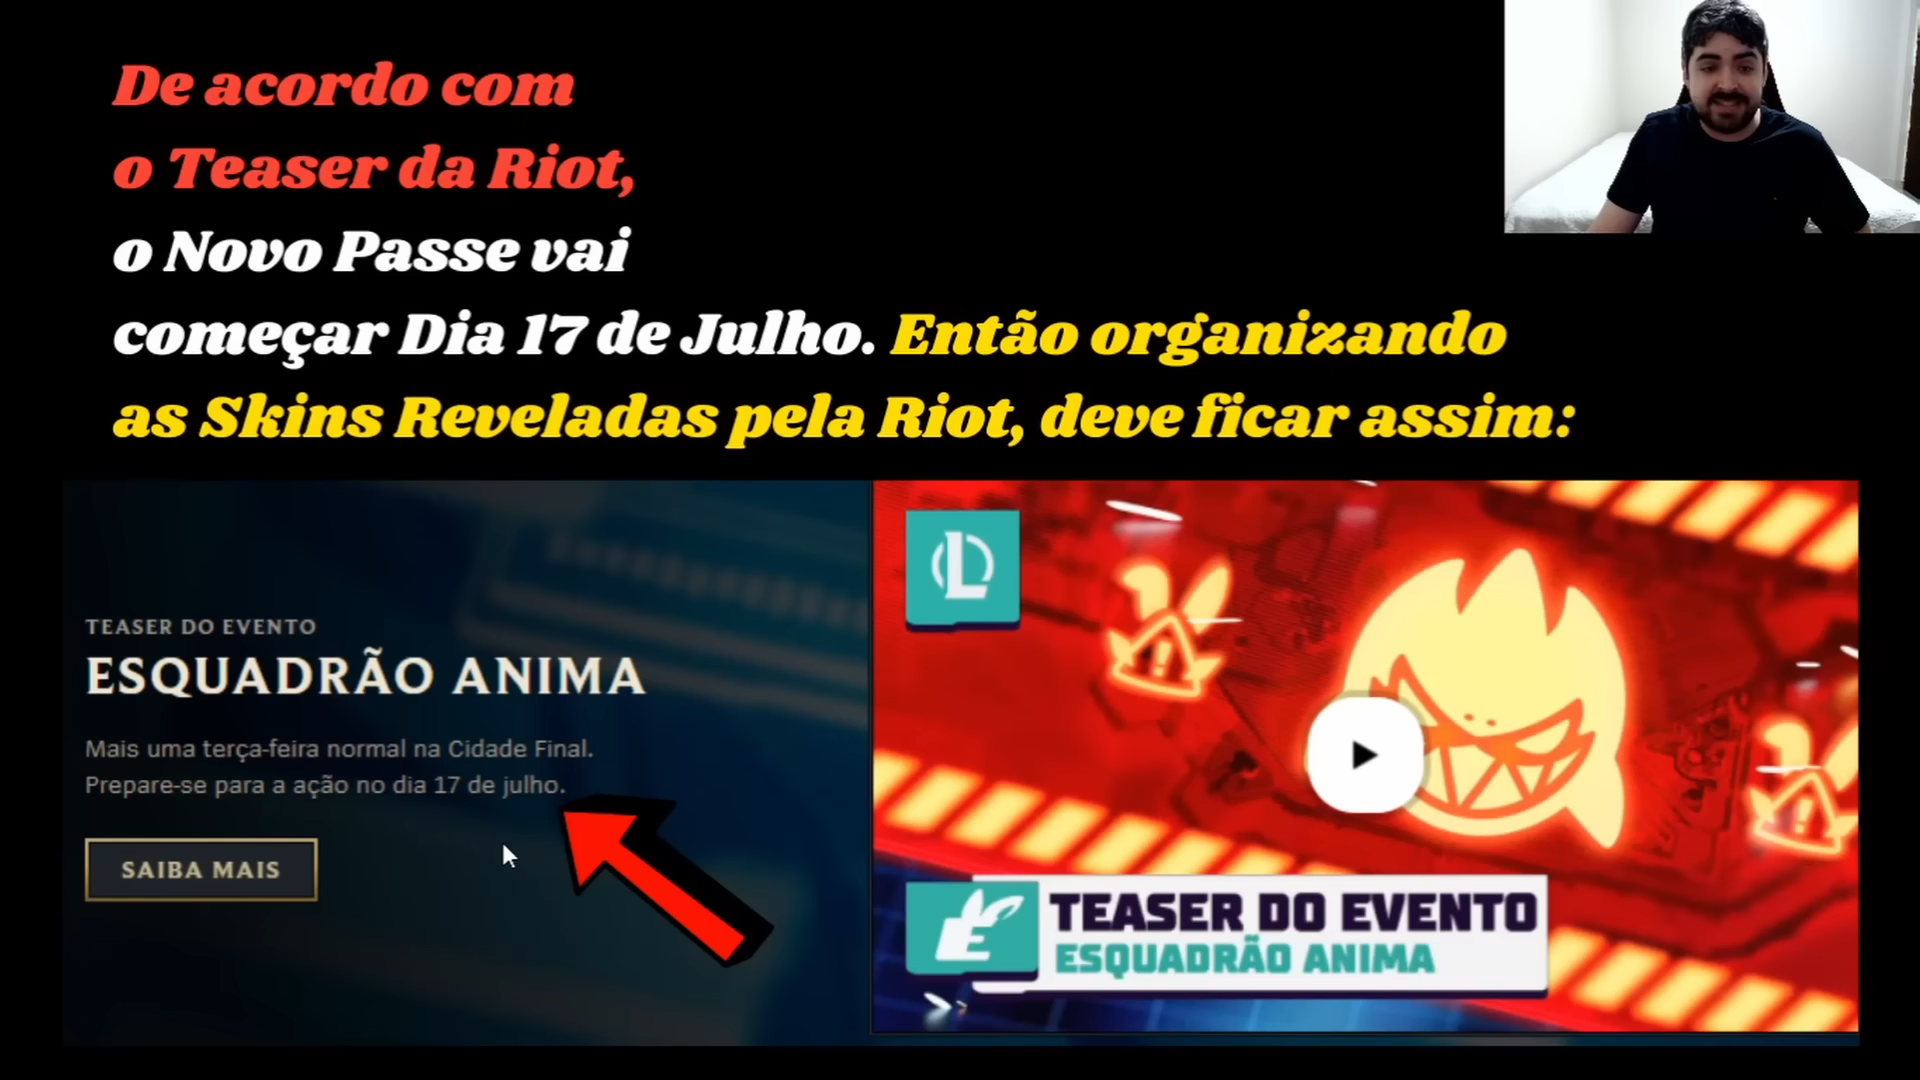 De acordo com
o Teaser da Riot,
o Novo Passe vai
começar Dia 17 de Julho. Então organizando
as Skins Reveladas pela Riot, deve ficar assim:
TEASER DO EVENTO
ESQUADRÃO ANIMA
Mais uma terça-feira normal na Cidade Final.
Prepare-se para a ação no dia 17 de julho.
SAIBA MAIS
L
E
TEASER DO EVENTO
ESQUADRÃO ANIMA